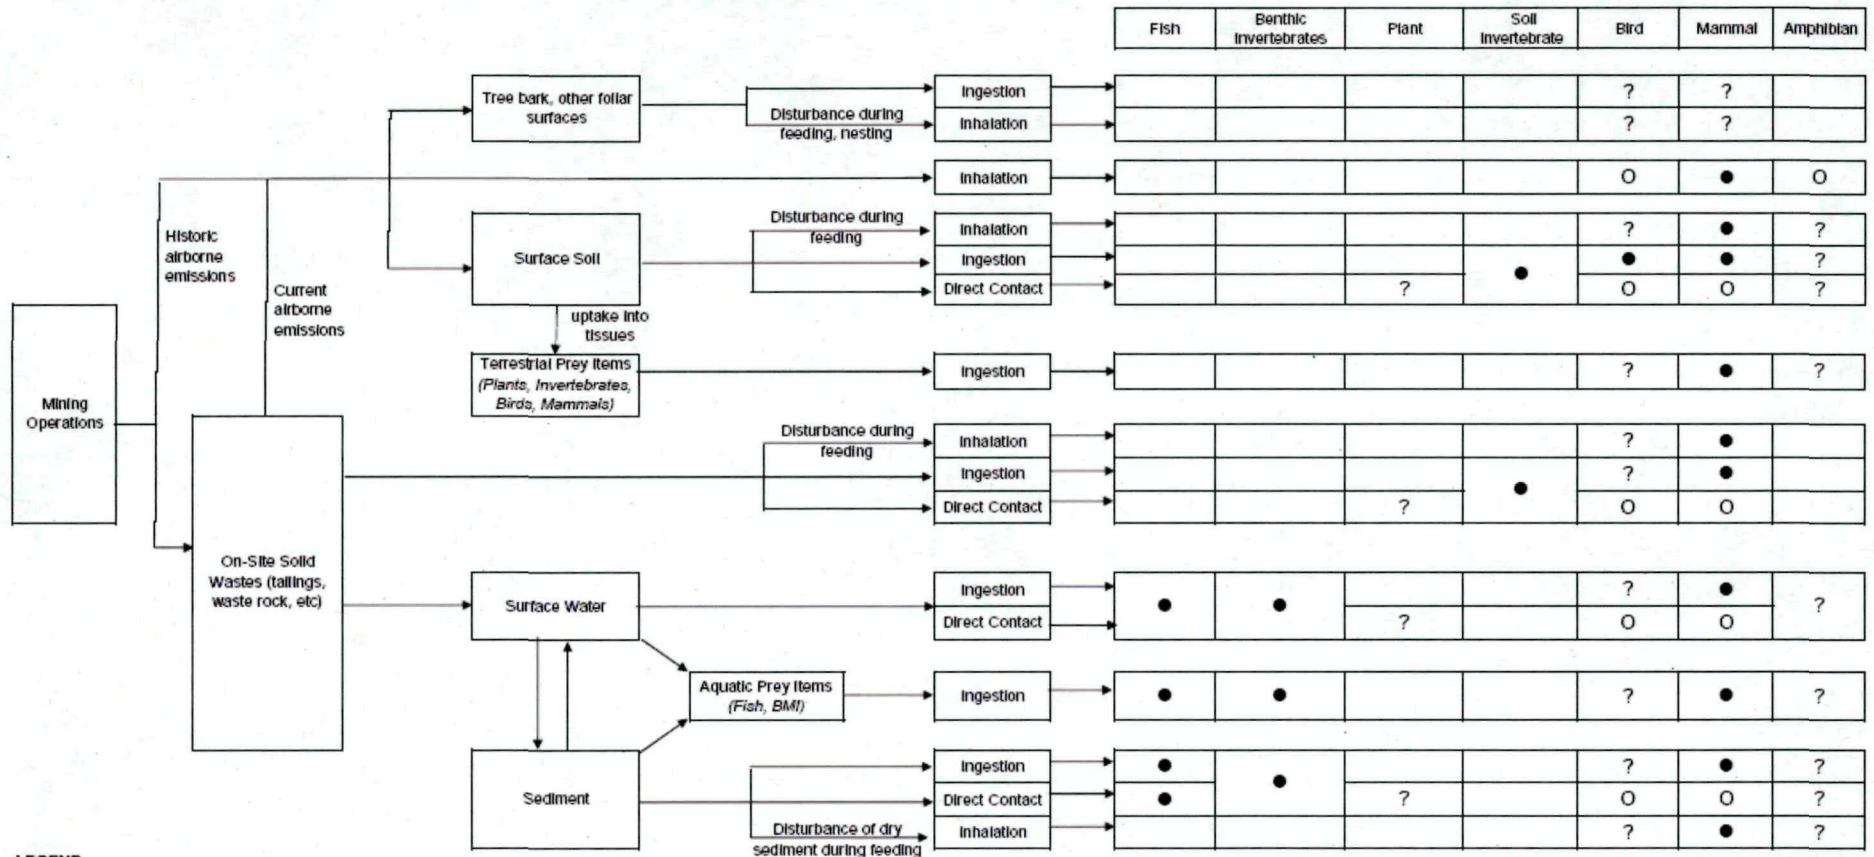 Fish Benthic Invertebrates Plant Soil Invertebrate Bird Mammal Amphibian
Tree bark, other foliar
surfaces
Disturbance during
feeding, nesting
Ingestion ? ?
Inhalation ? ?
Inhalation O ● O
Historic
airborne
emissions
Current
airborne
emissions
Surface Soil
Disturbance during
feeding
Inhalation ? ● ?
Ingestion ● ● ● ?
Direct Contact ? O O ?
uptake into
tissues
Terrestrial Prey Items
(Plants, Invertebrates,
Birds, Mammals)
Ingestion ? ● ?
Mining
Operations
Disturbance during
feeding
Inhalation ? ●
Ingestion ● ? ●
Direct Contact ? O O
On-Site Solid
Wastes (tailings,
waste rock, etc)
Surface Water
Ingestion ● ● ? ● ?
Direct Contact ? O O
Aquatic Prey Items
(Fish, BMI)
Ingestion ● ● ? ● ?
Sediment
Ingestion ● ● ? ● ?
Direct Contact ● ? O O ?
Disturbance of dry
sediment during feeding
Inhalation ? ● ?